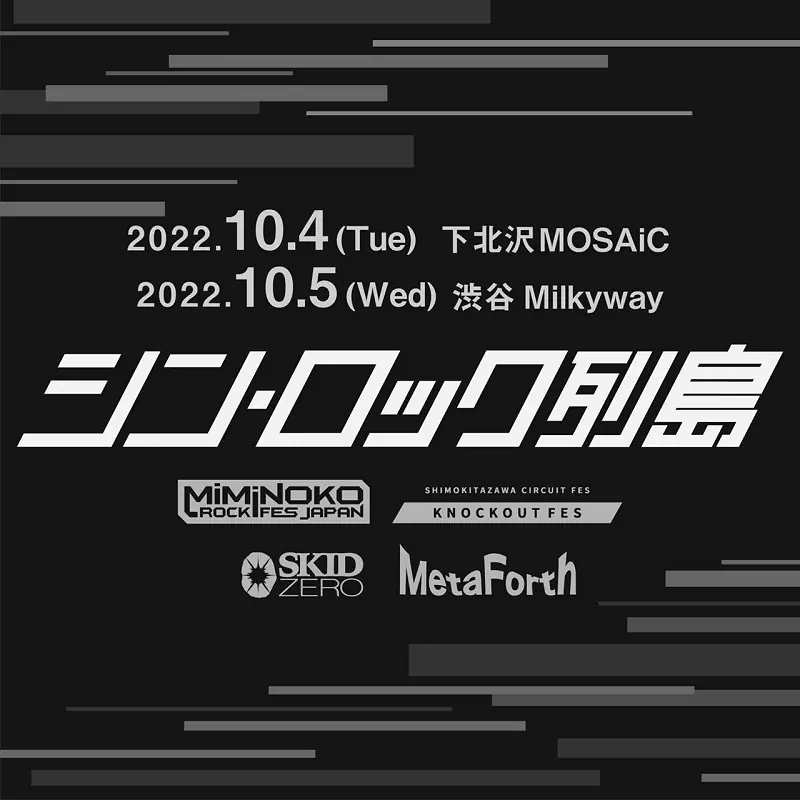 2022.10.4(Tue) 下北沢MOSAiC
2022.10.5(Wed) 渋谷 Milkyway
シン・ロック列島
MiMiNOKO
ROCK FES JAPAN
SHIMOKITAZAWA CIRCUIT FES
KNOCKOUT FES
SKID
ZERO
MetaForth